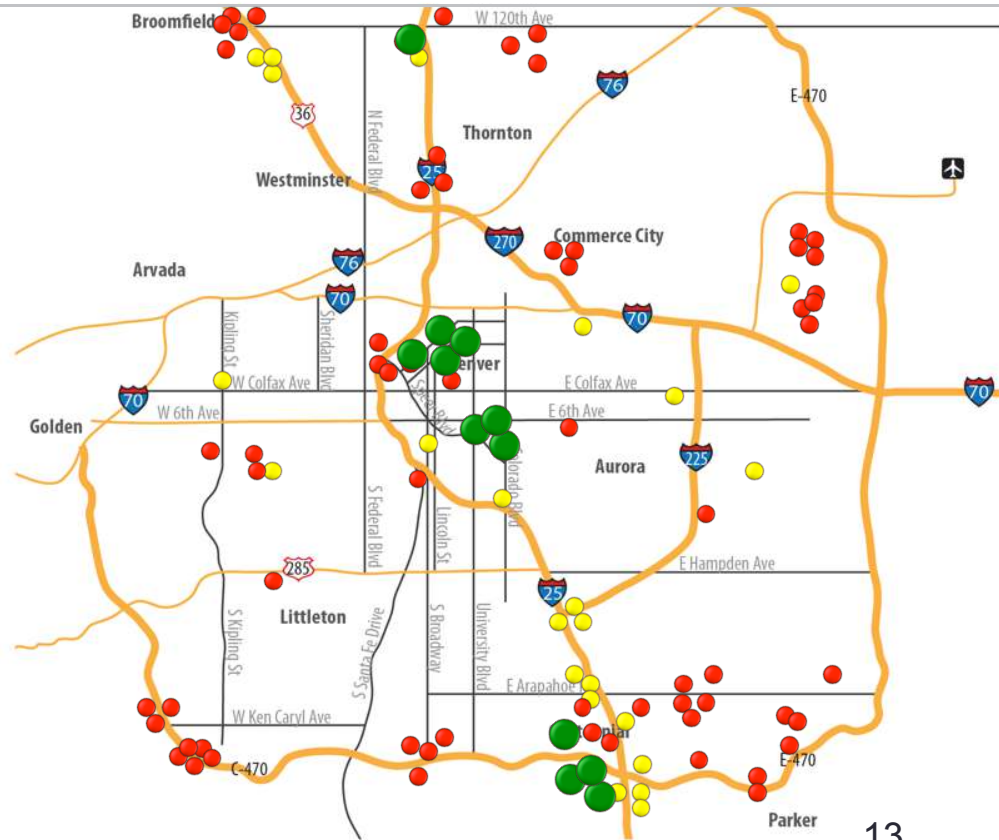 Broomfield
W 120th Ave
76
E-470
36
N Federal Blvd
Thornton
25
Westminster
270
Commerce City
76
Arvada
70
70
Kipling St
Sheridan Blvd
W Colfax Ave
E Colfax Ave
70
70
W 6th Ave
E 6th Ave
Golden
Aurora
225
Colorado Blvd
S Federal Blvd
Lincoln St
285
E Hampden Ave
25
Littleton
S Kipling St
S Santa Fe Drive
S Broadway
University Blvd
E Arapahoe
W Ken Caryl Ave
C-470
E-470
Parker
13